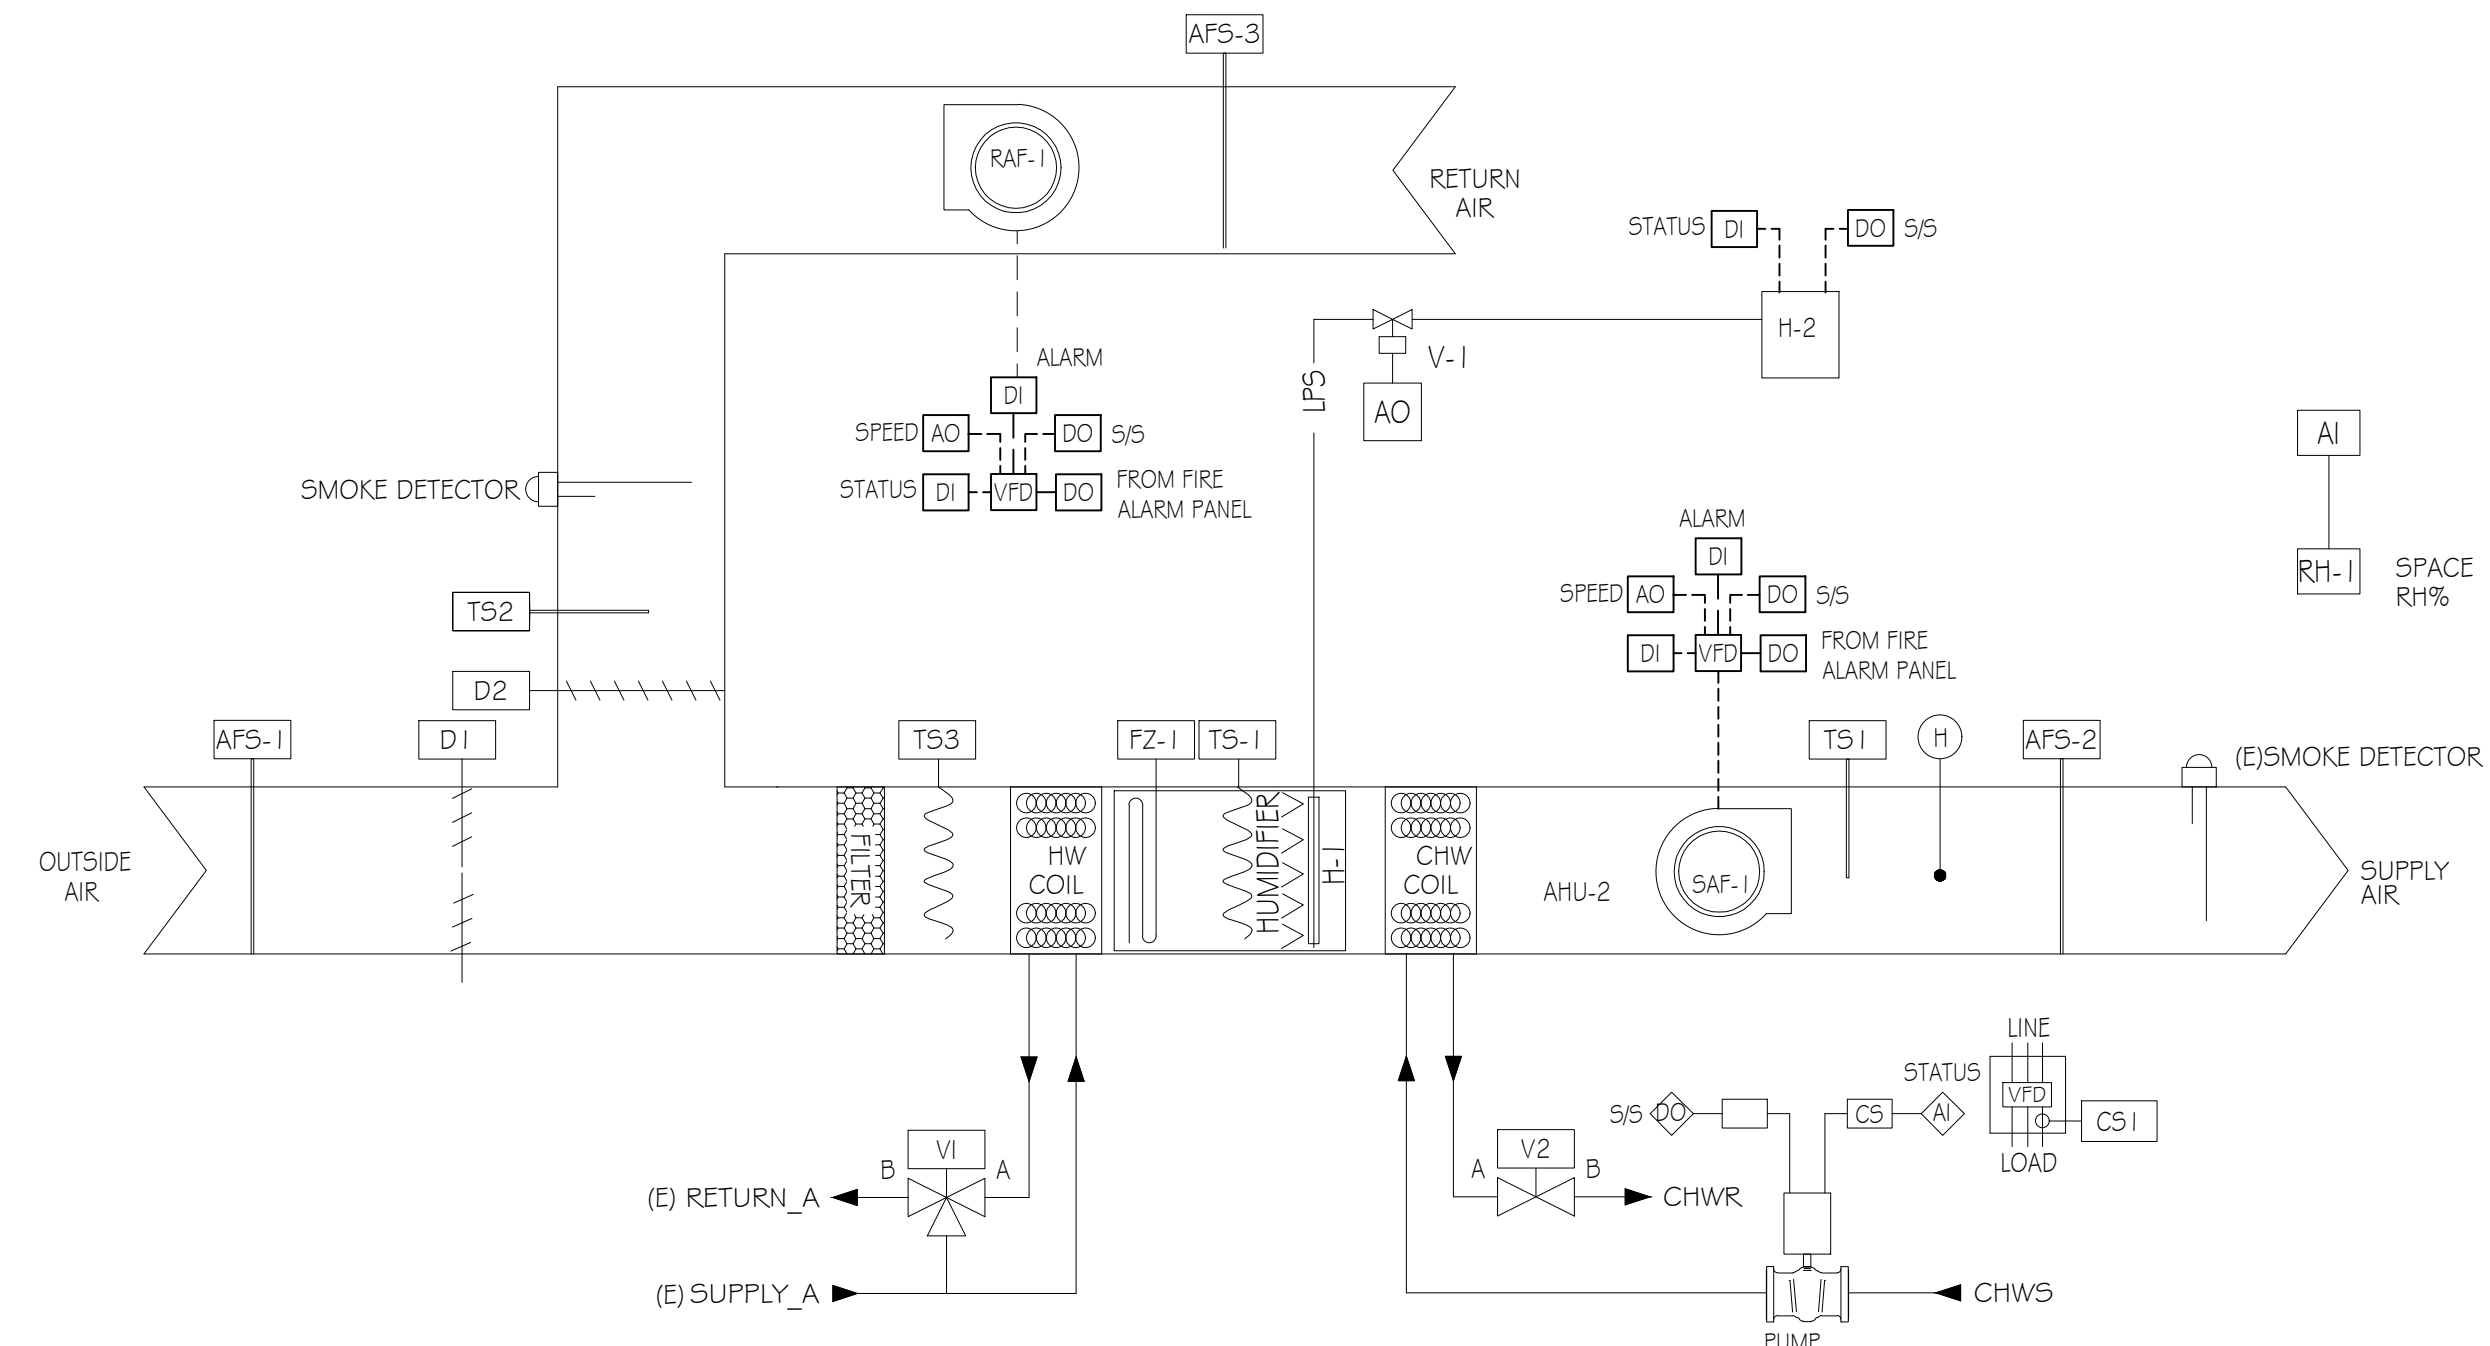 AFS-3
RAF-1
RETURN
AIR
STATUS
DI
DO
S/S
H-2
V-1
LPS
AO
ALARM
DI
SPEED
AO
DO
S/S
STATUS
DI
VFD
DO
FROM FIRE
ALARM PANEL
AI
RH-1
SPACE
RH%
SMOKE DETECTOR
ALARM
DI
SPEED
AO
DO
S/S
DI
VFD
DO
FROM FIRE
ALARM PANEL
TS2
D2
AFS-1
D1
TS3
FZ-1
TS-1
TS1
H
AFS-2
(E)SMOKE DETECTOR
OUTSIDE
AIR
FILTER
HW
COIL
HUMIDIFIER
H-1
CHW
COIL
AHU-2
SAF-1
SUPPLY
AIR
LINE
STATUS
VFD
S/S
DO
CS
AI
CS1
LOAD
V1
B
A
(E) RETURN_A
V2
A
B
CHWR
(E) SUPPLY_A
CHWS
PUMP